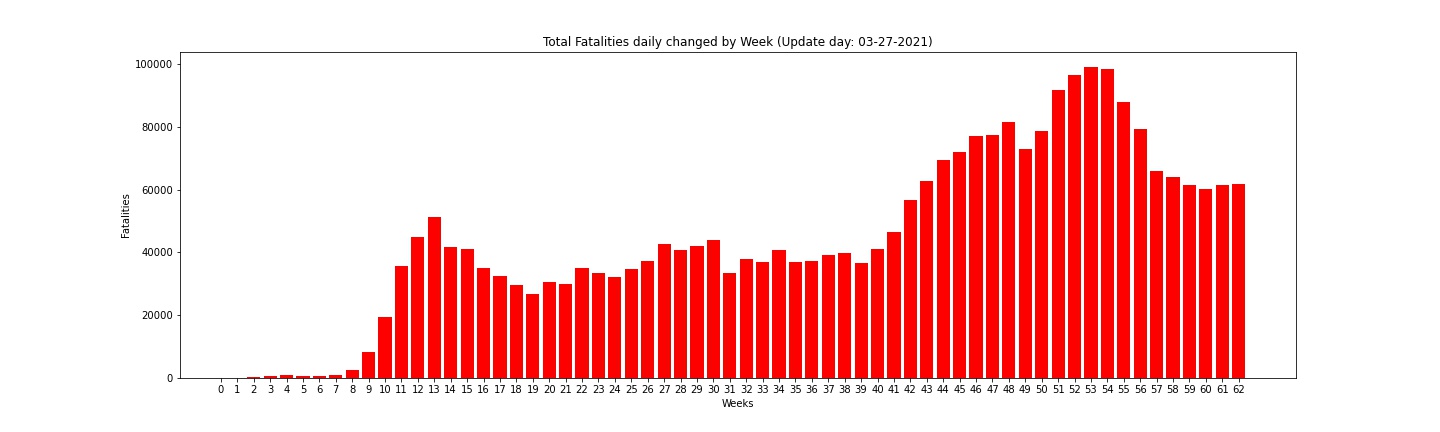 Total Fatalities daily changed by Week (Update day: 03-27-2021)
100000
80000
60000
40000
20000
0
Fatalities
0 1 2 3 4 5 6 7 8 9 10 11 12 13 14 15 16 17 18 19 20 21 22 23 24 25 26 27 28 29 30 31 32 33 34 35 36 37 38 39 40 41 42 43 44 45 46 47 48 49 50 51 52 53 54 55 56 57 58 59 60 61 62
Weeks